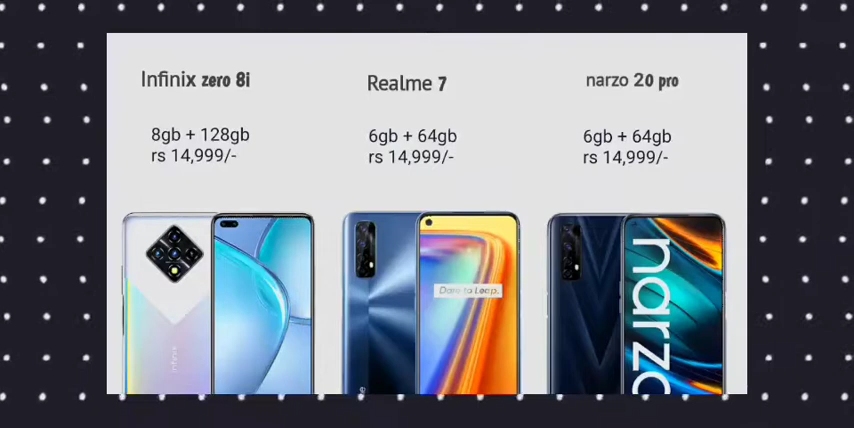 Infinix zero 8i
8gb + 128gb
rs 14,999/-
Realme 7
6gb + 64gb
rs 14,999/-
narzo 20 pro
6gb + 64gb
rs 14,999/-
Infinix
Dare to Leap.
narzo